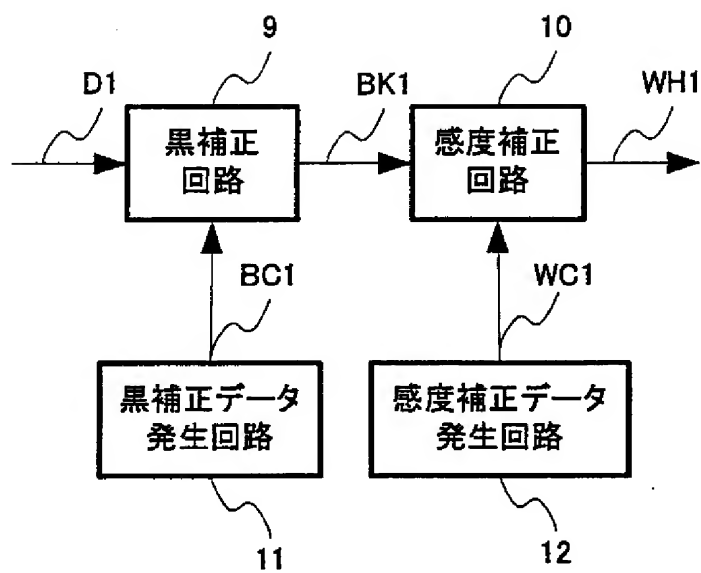 9
10
D1
BK1
WH1
黒補正
回路
感度補正
回路
BC1
WC1
黒補正データ
発生回路
感度補正データ
発生回路
11
12